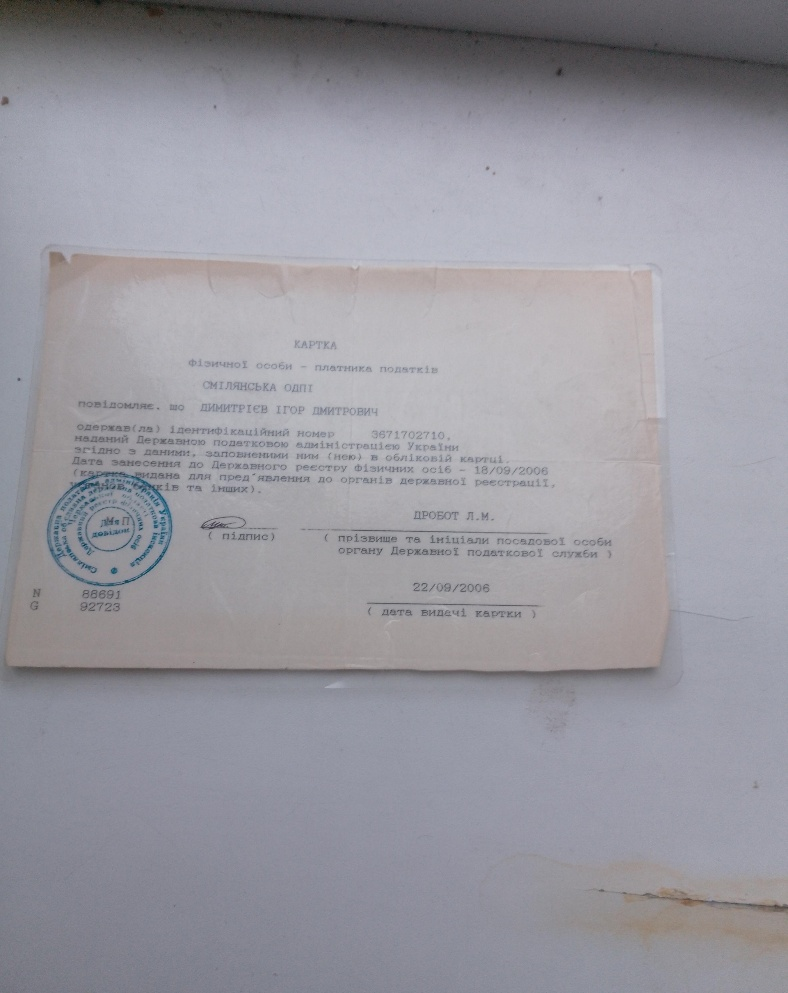 КАРТКА
Фізичної особи - платника податків
СМІЛЯНСЬКА ОДПІ
повідомляє. що ДИМИТРІЄВ ІГОР ДМИТРОВИЧ
одержав(ла) ідентифікаційний номер 3671702710,
наданий Державною податковою адміністрацією України
згідно з даними, заповненими ним (нею) в обліковій картці.
Дата занесення до Державного реєстру фізичних осіб - 18/09/2006
(картка видана для пред'явлення до органів державної реєстрації,
та інших).
ДРОБОТ Л.М.
( підпис)
( прізвище та ініціали посадової особи
органу Державної податкової служби )
22/09/2006
( дата видачі картки )
N 88691
G 92723
для
довідок